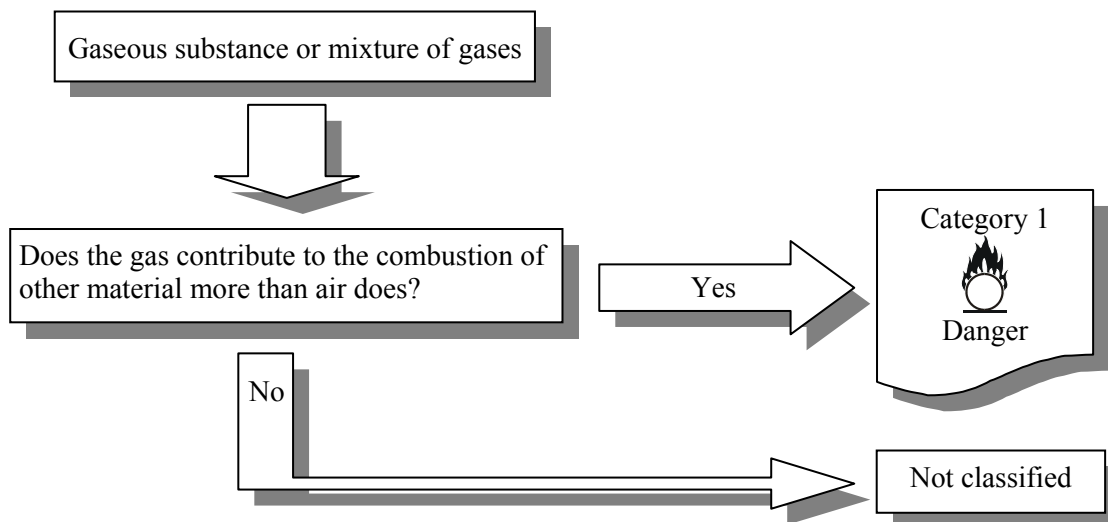 Gaseous substance or mixture of gases
Does the gas contribute to the combustion of
other material more than air does?
Yes
Category 1
Danger
No
Not classified